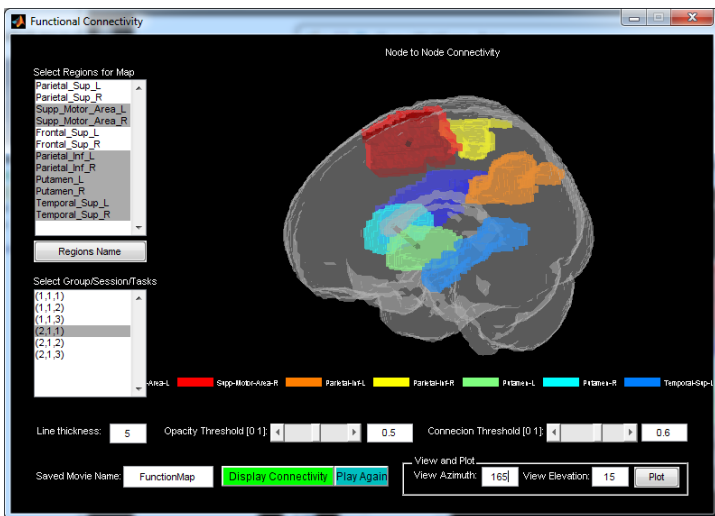 Functional Connectivity
Node to Node Connectivity
Select Regions for Map
Parietal_Sup_L
Parietal_Sup_R
Supp_Motor_Area_L
Supp_Motor_Area_R
Frontal_Sup_L
Frontal_Sup_R
Parietal_Inf_L
Parietal_Inf_R
Putamen_L
Putamen_R
Temporal_Sup_L
Temporal_Sup_R
Regions Name
Select Group/Session/Tasks
(1,1,1)
(1,1,2)
(1,1,3)
(2,1,1)
(2,1,2)
(2,1,3)
-Area-L Supp-Motor-Area-R Parietal-Inf-L Parietal-Inf-R Putamen-L Putamen-R Temporal-Sup-L
Line thickness: 5 Opacity Threshold [0 1]: 0.5 Connecion Threshold [0 1]: 0.6
View and Plot
Saved Movie Name: FunctionMap Display Connectivity Play Again View Azimuth: 165 View Elevation: 15 Plot